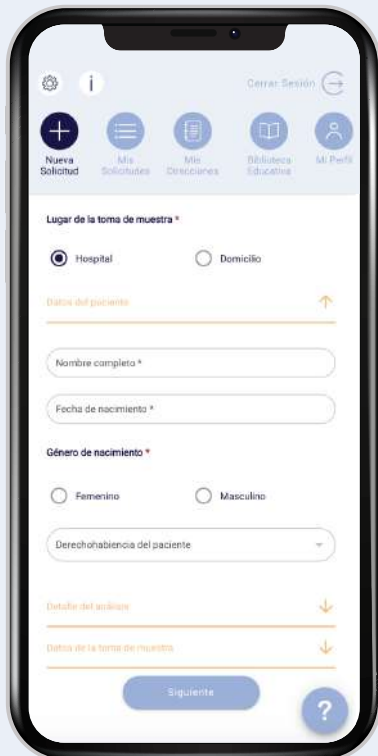 i
Cerrar Sesión
Nueva Solicitud
Mis Solicitudes
Mis Direcciones
Biblioteca Educativa
Mi Perfil
Lugar de la toma de muestra *
Hospital
Domicilio
Datos del paciente
Nombre completo *
Fecha de nacimiento *
Género de nacimiento *
Femenino
Masculino
Derechohabiencia del paciente
Detalle del análisis
Datos de la toma de muestra
Siguiente
?